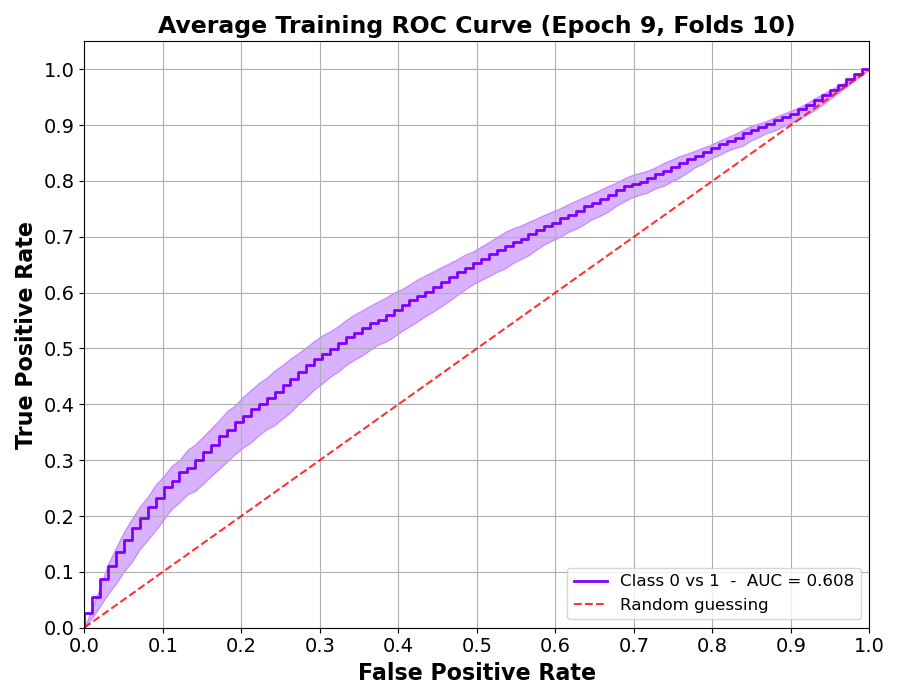 Average Training ROC Curve (Epoch 9, Folds 10)
True Positive Rate
1.0
0.9
0.8
0.7
0.6
0.5
0.4
0.3
0.2
0.1
0.0
Class 0 vs 1 - AUC = 0.608
Random guessing
0.0 0.1 0.2 0.3 0.4 0.5 0.6 0.7 0.8 0.9 1.0
False Positive Rate